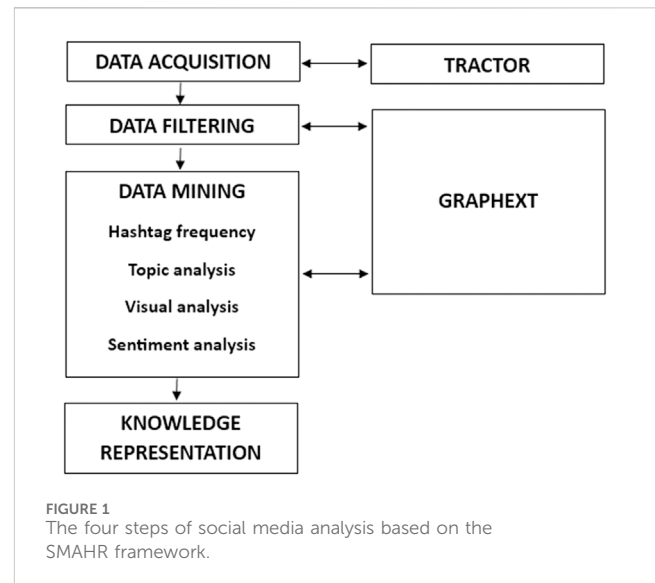 DATA ACQUISITION
TRACTOR
DATA FILTERING
DATA MINING
Hashtag frequency
Topic analysis
Visual analysis
Sentiment analysis
GRAPHEXT
KNOWLEDGE
REPRESENTATION
FIGURE 1
The four steps of social media analysis based on the
SMAHR framework.